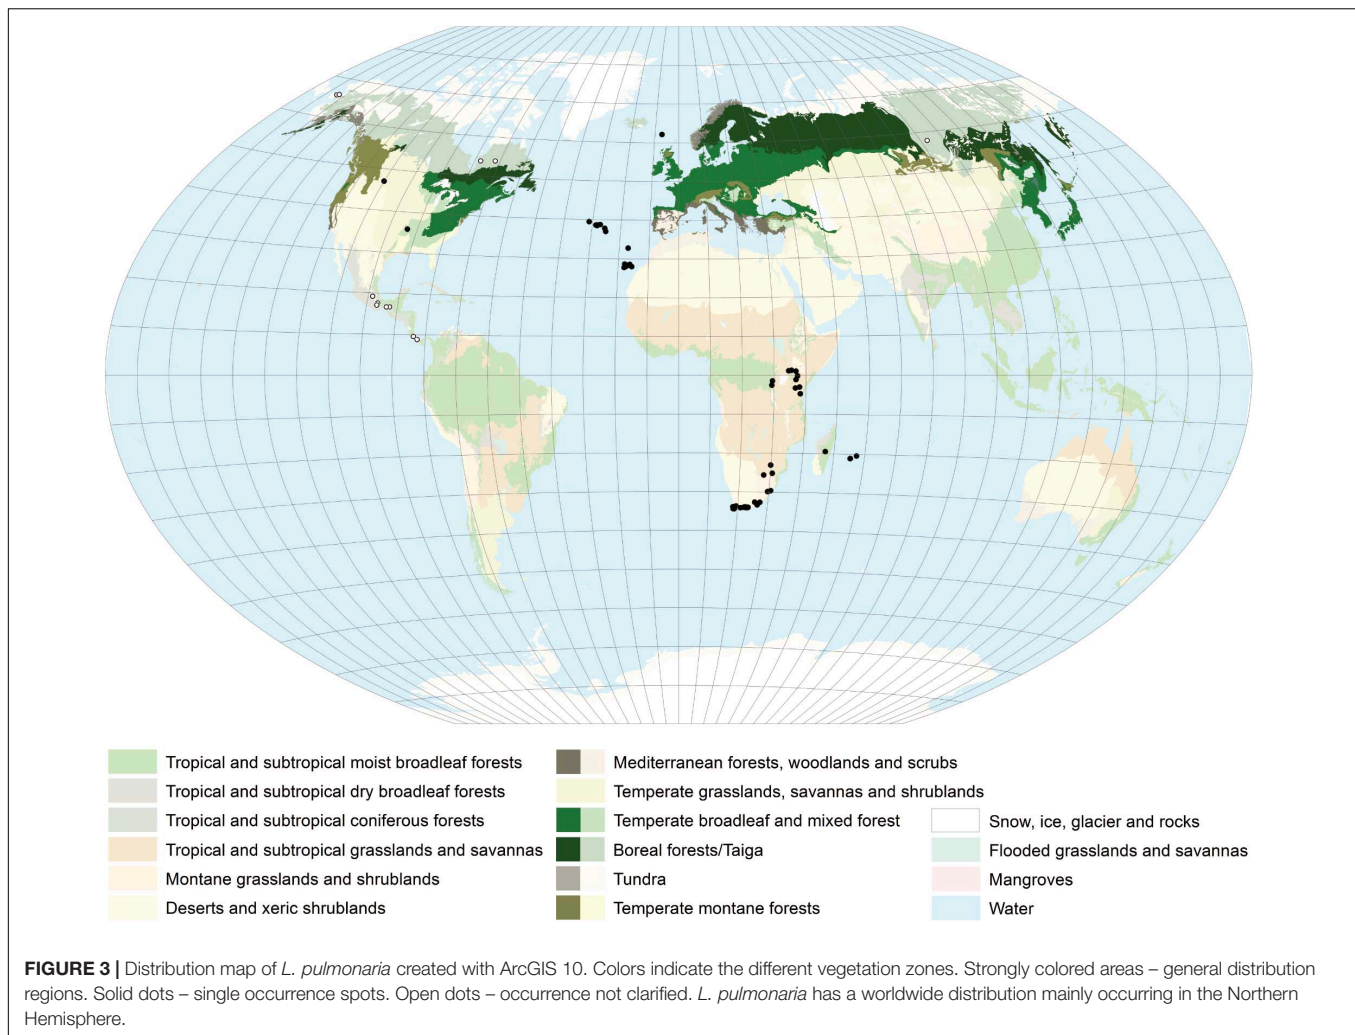 Tropical and subtropical moist broadleaf forests
Tropical and subtropical dry broadleaf forests
Tropical and subtropical coniferous forests
Tropical and subtropical grasslands and savannas
Montane grasslands and shrublands
Deserts and xeric shrublands
Mediterranean forests, woodlands and scrubs
Temperate grasslands, savannas and shrublands
Temperate broadleaf and mixed forest
Boreal forests/Taiga
Tundra
Temperate montane forests
Snow, ice, glacier and rocks
Flooded grasslands and savannas
Mangroves
Water
FIGURE 3 | Distribution map of L. pulmonaria created with ArcGIS 10. Colors indicate the different vegetation zones. Strongly colored areas – general distribution
regions. Solid dots – single occurrence spots. Open dots – occurrence not clarified. L. pulmonaria has a worldwide distribution mainly occurring in the Northern
Hemisphere.